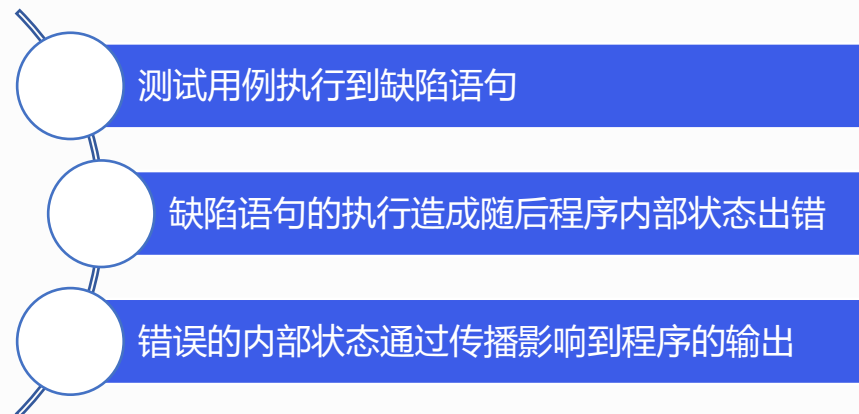 测试用例执行到缺陷语句
缺陷语句的执行造成随后程序内部状态出错
错误的内部状态通过传播影响到程序的输出